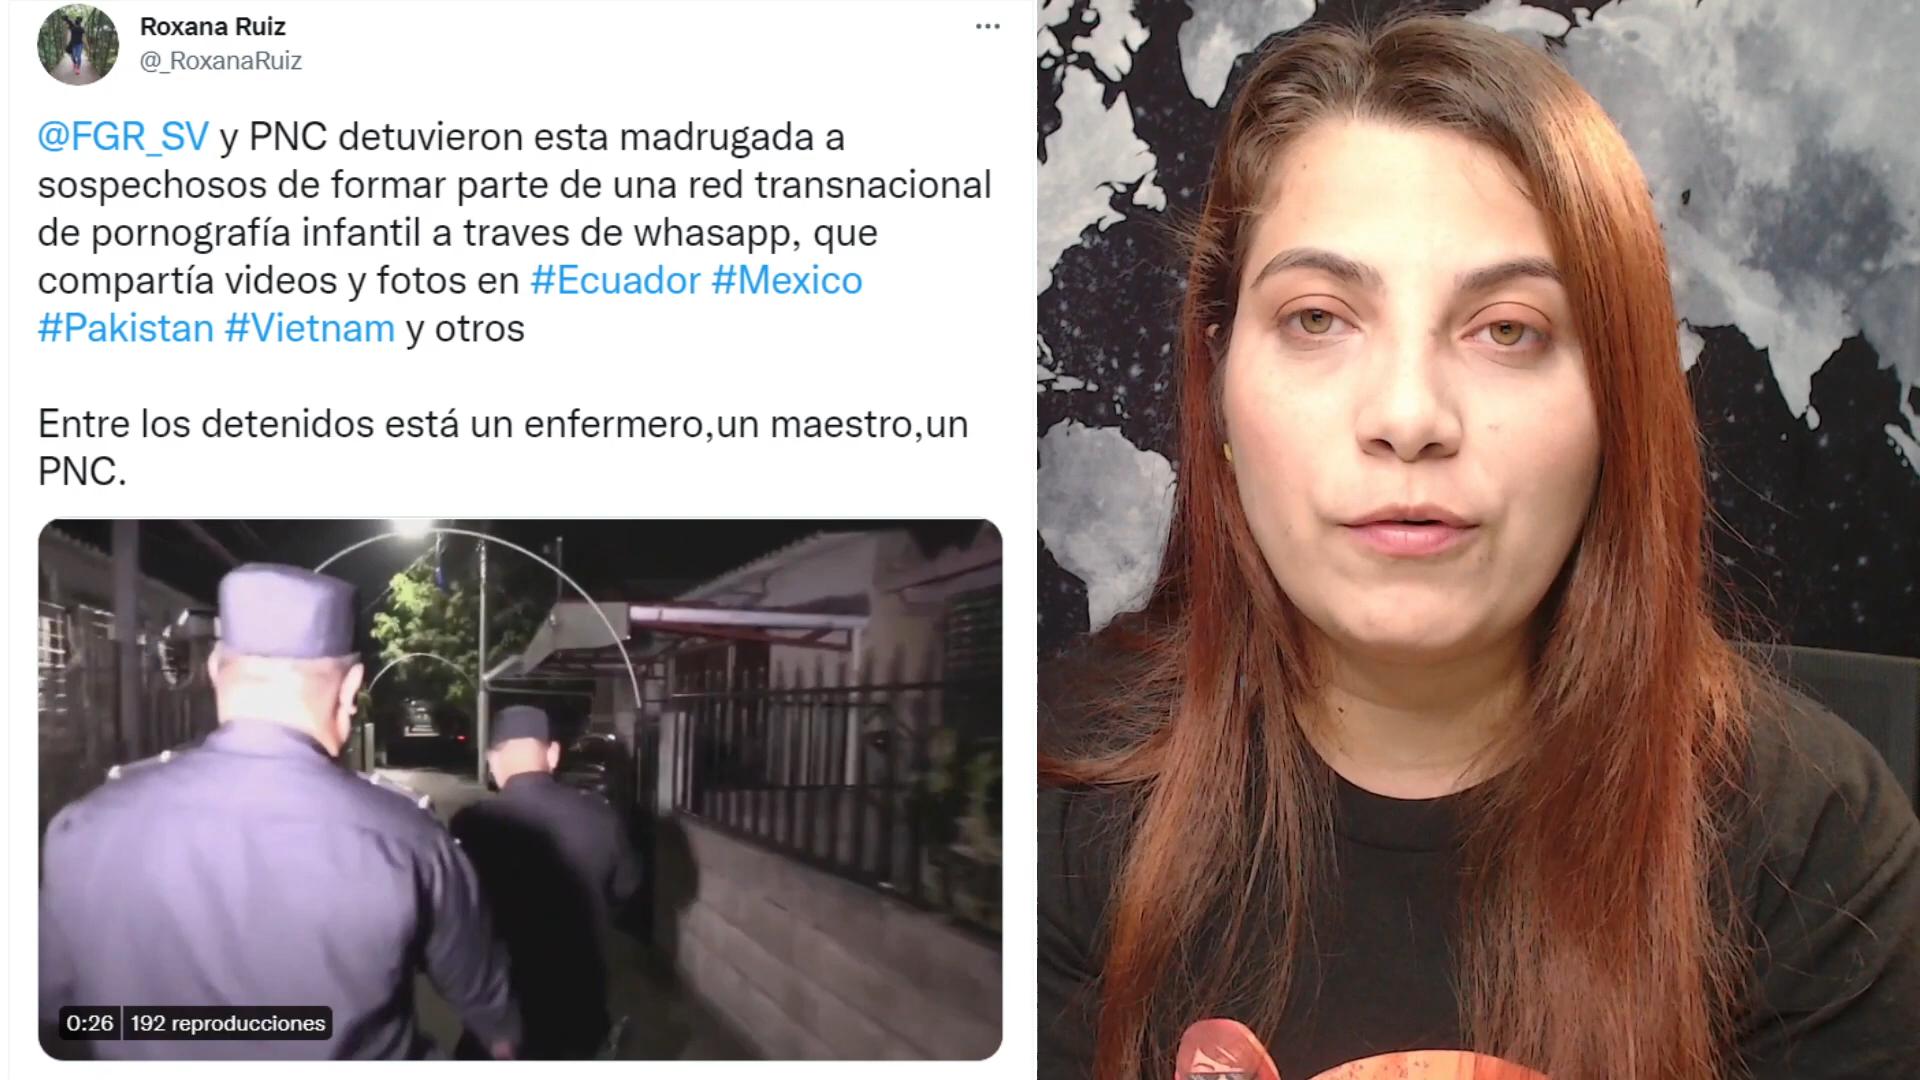 Roxana Ruiz
@_RoxanaRuiz
@FGR_SV y PNC detuvieron esta madrugada a
sospechosos de formar parte de una red transnacional
de pornografía infantil a traves de whasapp, que
compartía videos y fotos en #Ecuador #Mexico
#Pakistan #Vietnam y otros
Entre los detenidos está un enfermero,un maestro,un
PNC.
0:26 192 reproducciones